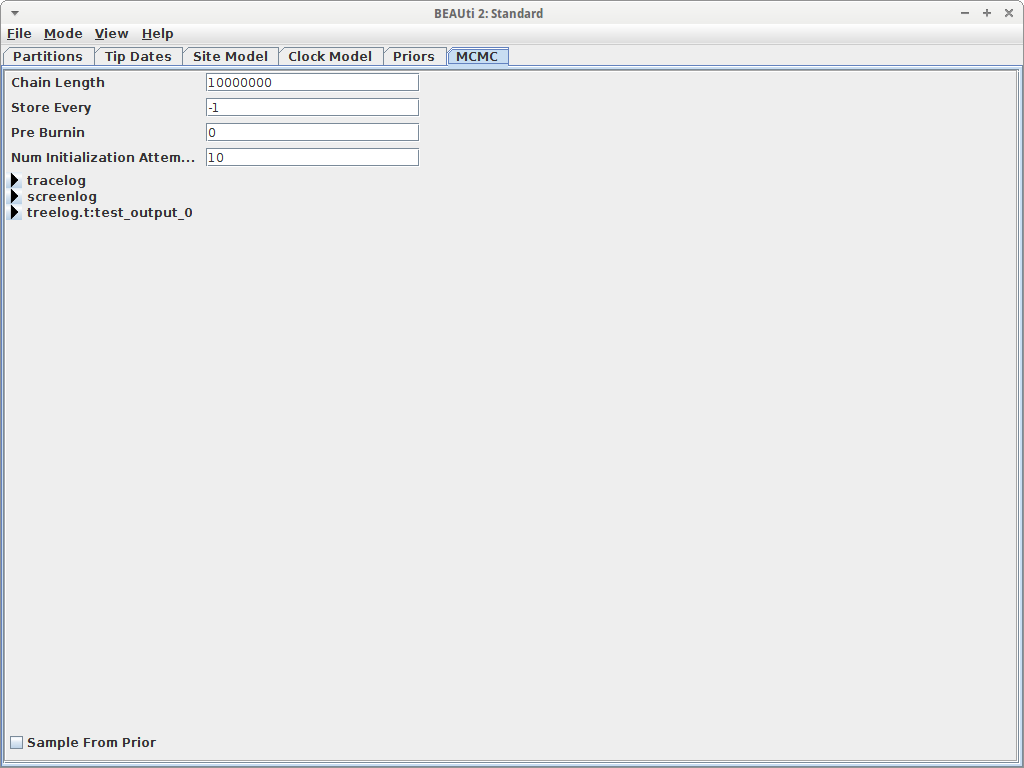 BEAUti 2: Standard
File Mode View Help
Partitions Tip Dates Site Model Clock Model Priors MCMC
Chain Length 10000000
Store Every -1
Pre Burnin 0
Num Initialization Attem... 10
tracelog
screenlog
treelog.t:test_output_0
Sample From Prior